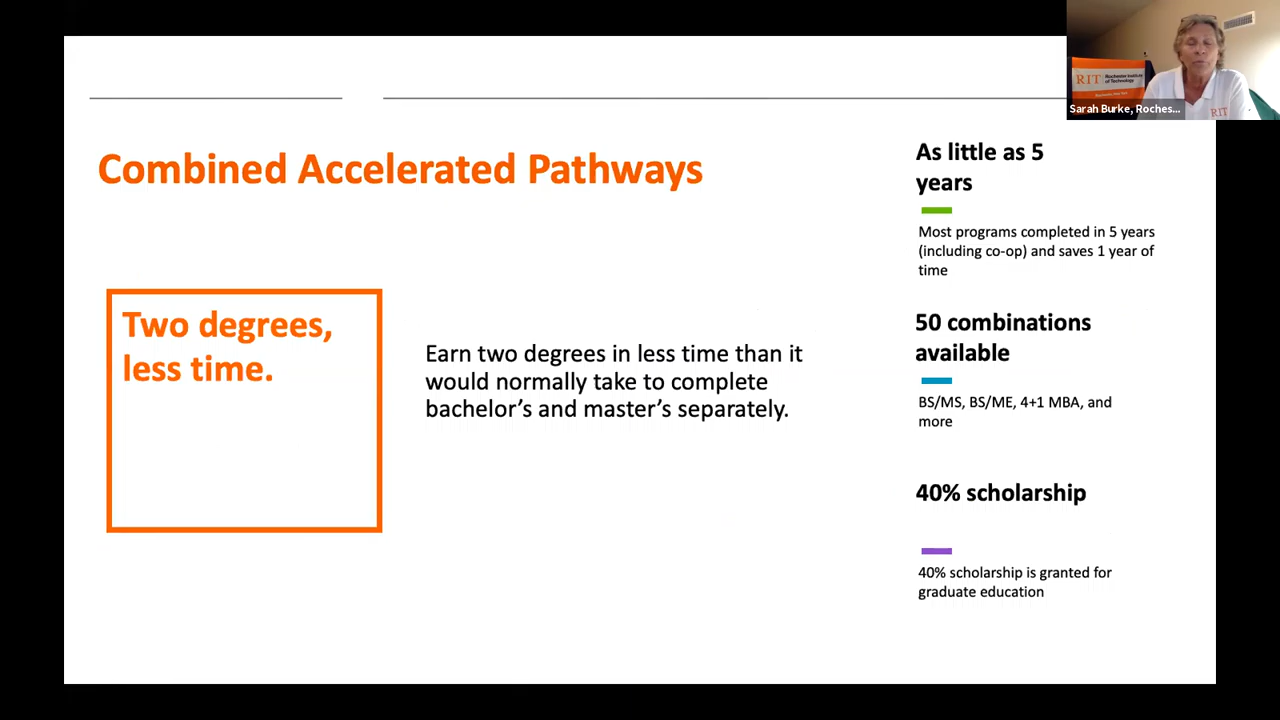 Combined Accelerated Pathways
Two degrees,
less time.
Earn two degrees in less time than it
would normally take to complete
bachelor’s and master’s separately.
As little as 5
years
Most programs completed in 5 years
(including co-op) and saves 1 year of
time
50 combinations
available
BS/MS, BS/ME, 4+1 MBA, and
more
40% scholarship
40% scholarship is granted for
graduate education
RIT Rochester Institute
of Technology
RIT
Sarah Burke, Roches...